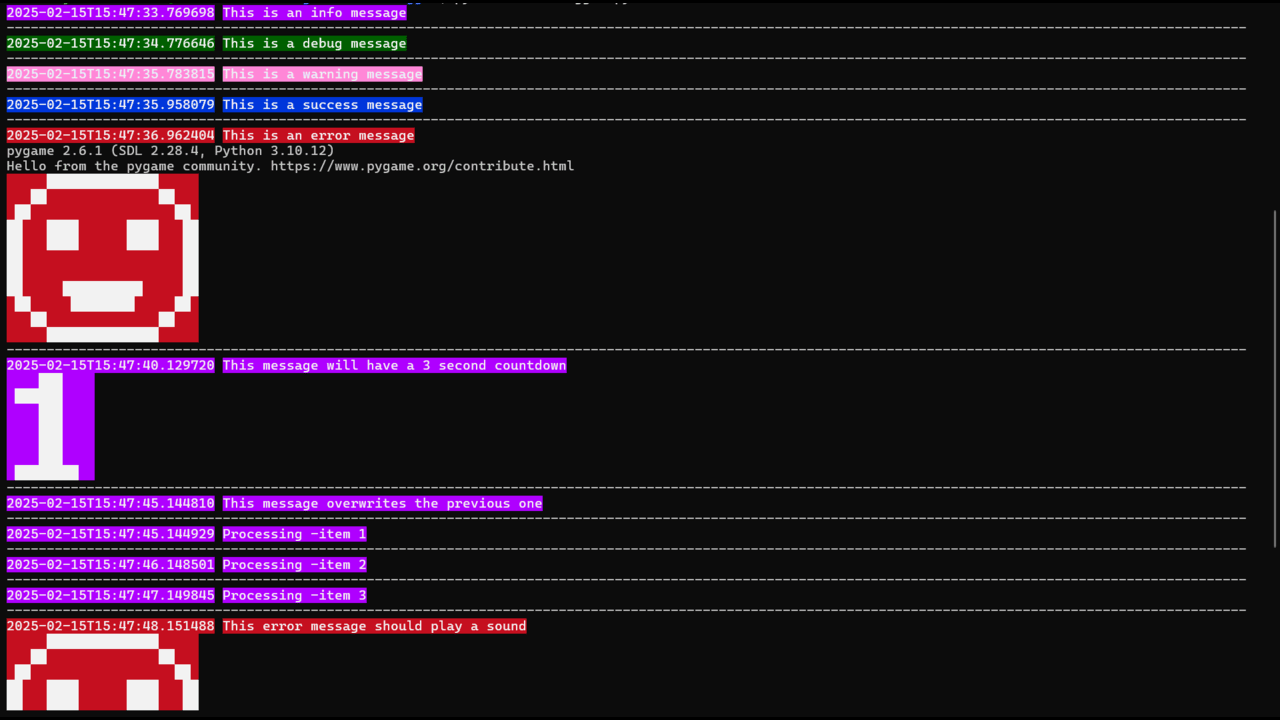 2025-02-15T15:47:33.769698 This is an info message
2025-02-15T15:47:34.776646 This is a debug message
2025-02-15T15:47:35.783815 This is a warning message
2025-02-15T15:47:35.958079 This is a success message
2025-02-15T15:47:36.962404 This is an error message
pygame 2.6.1 (SDL 2.28.4, Python 3.10.12)
Hello from the pygame community. https://www.pygame.org/contribute.html
2025-02-15T15:47:40.129720 This message will have a 3 second countdown
1
2025-02-15T15:47:45.144810 This message overwrites the previous one
2025-02-15T15:47:45.144929 Processing -item 1
2025-02-15T15:47:46.148501 Processing -item 2
2025-02-15T15:47:47.149845 Processing -item 3
2025-02-15T15:47:48.151488 This error message should play a sound